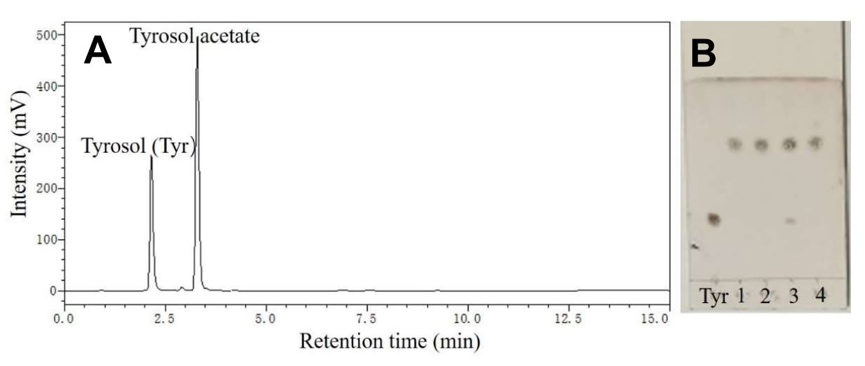 A
Tyrosol acetate
Tyrosol (Tyr)
Intensity (mV)
500
400
300
200
100
0
0.0 2.5 5.0 7.5 10.0 12.5 15.0
Retention time (min)
B
Tyr 1 2 3 4